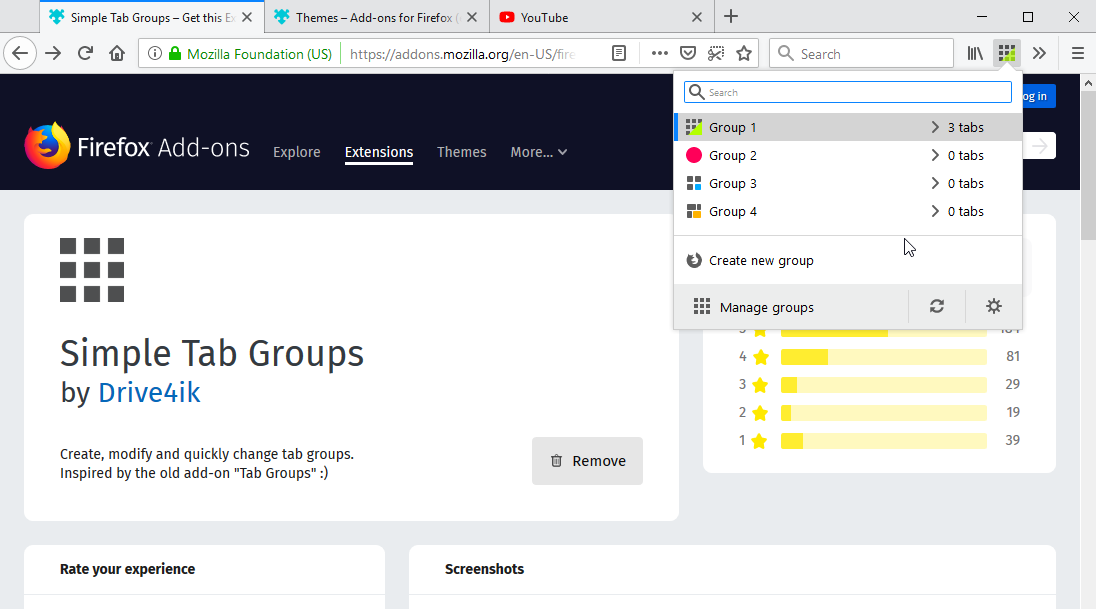 Simple Tab Groups – Get this Ex
Themes – Add-ons for Firefox (
YouTube
Mozilla Foundation (US)
https://addons.mozilla.org/en-US/fire
Search
Search
og in
Group 1
3 tabs
Group 2
0 tabs
Group 3
0 tabs
Group 4
0 tabs
Create new group
Manage groups
Firefox Add-ons
Explore
Extensions
Themes
More...
Simple Tab Groups
by Drive4ik
Create, modify and quickly change tab groups.
Inspired by the old add-on "Tab Groups" :)
Remove
4
81
3
29
2
19
1
39
Rate your experience
Screenshots